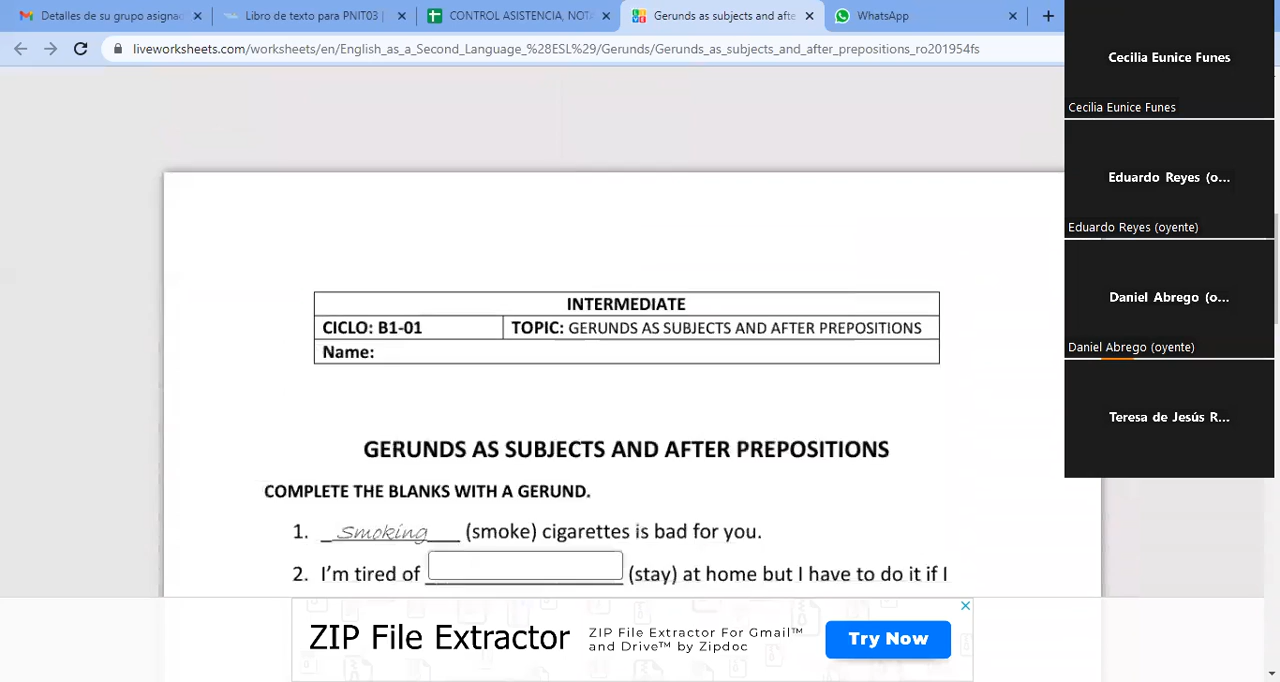 Detalles de su grupo asignad
Libro de texto para PNIT03 |
CONTROL ASISTENCIA, NOT
Gerunds as subjects and afte
WhatsApp
liveworksheets.com/worksheets/en/English_as_a_Second_Language_%28ESL%29/Gerunds/Gerunds_as_subjects_and_after_prepositions_ro201954fs
Cecilia Eunice Funes
Cecilia Eunice Funes
Eduardo Reyes (o...
Eduardo Reyes (oyente)
Daniel Abrego (o...
Daniel Abrego (oyente)
Teresa de Jesús R...
INTERMEDIATE
CICLO: B1-01
TOPIC: GERUNDS AS SUBJECTS AND AFTER PREPOSITIONS
Name:
GERUNDS AS SUBJECTS AND AFTER PREPOSITIONS
COMPLETE THE BLANKS WITH A GERUND.
1. _Smoking___ (smoke) cigarettes is bad for you.
2. I'm tired of (stay) at home but I have to do it if I
ZIP File Extractor
ZIP File Extractor For Gmail™
and Drive™ by Zipdoc
Try Now